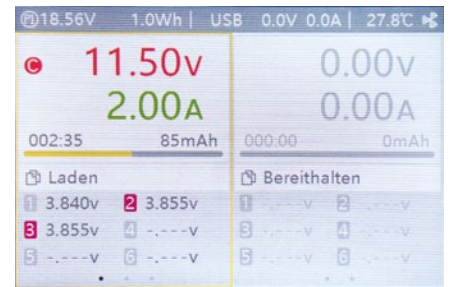 18.56V 1.0Wh | USB 0.0V 0.0A | 27.8℃
C 11.50V 0.00V
2.00A 0.00A
002:35 85mAh 000:00 0mAh
Laden Bereithalten
1 3.840V 2 3.855V 1 -.---V 2 -.---V
3 3.855V 4 -.---V 3 -.---V 4 -.---V
5 -.---V 6 -.---V 5 -.---V 6 -.---V